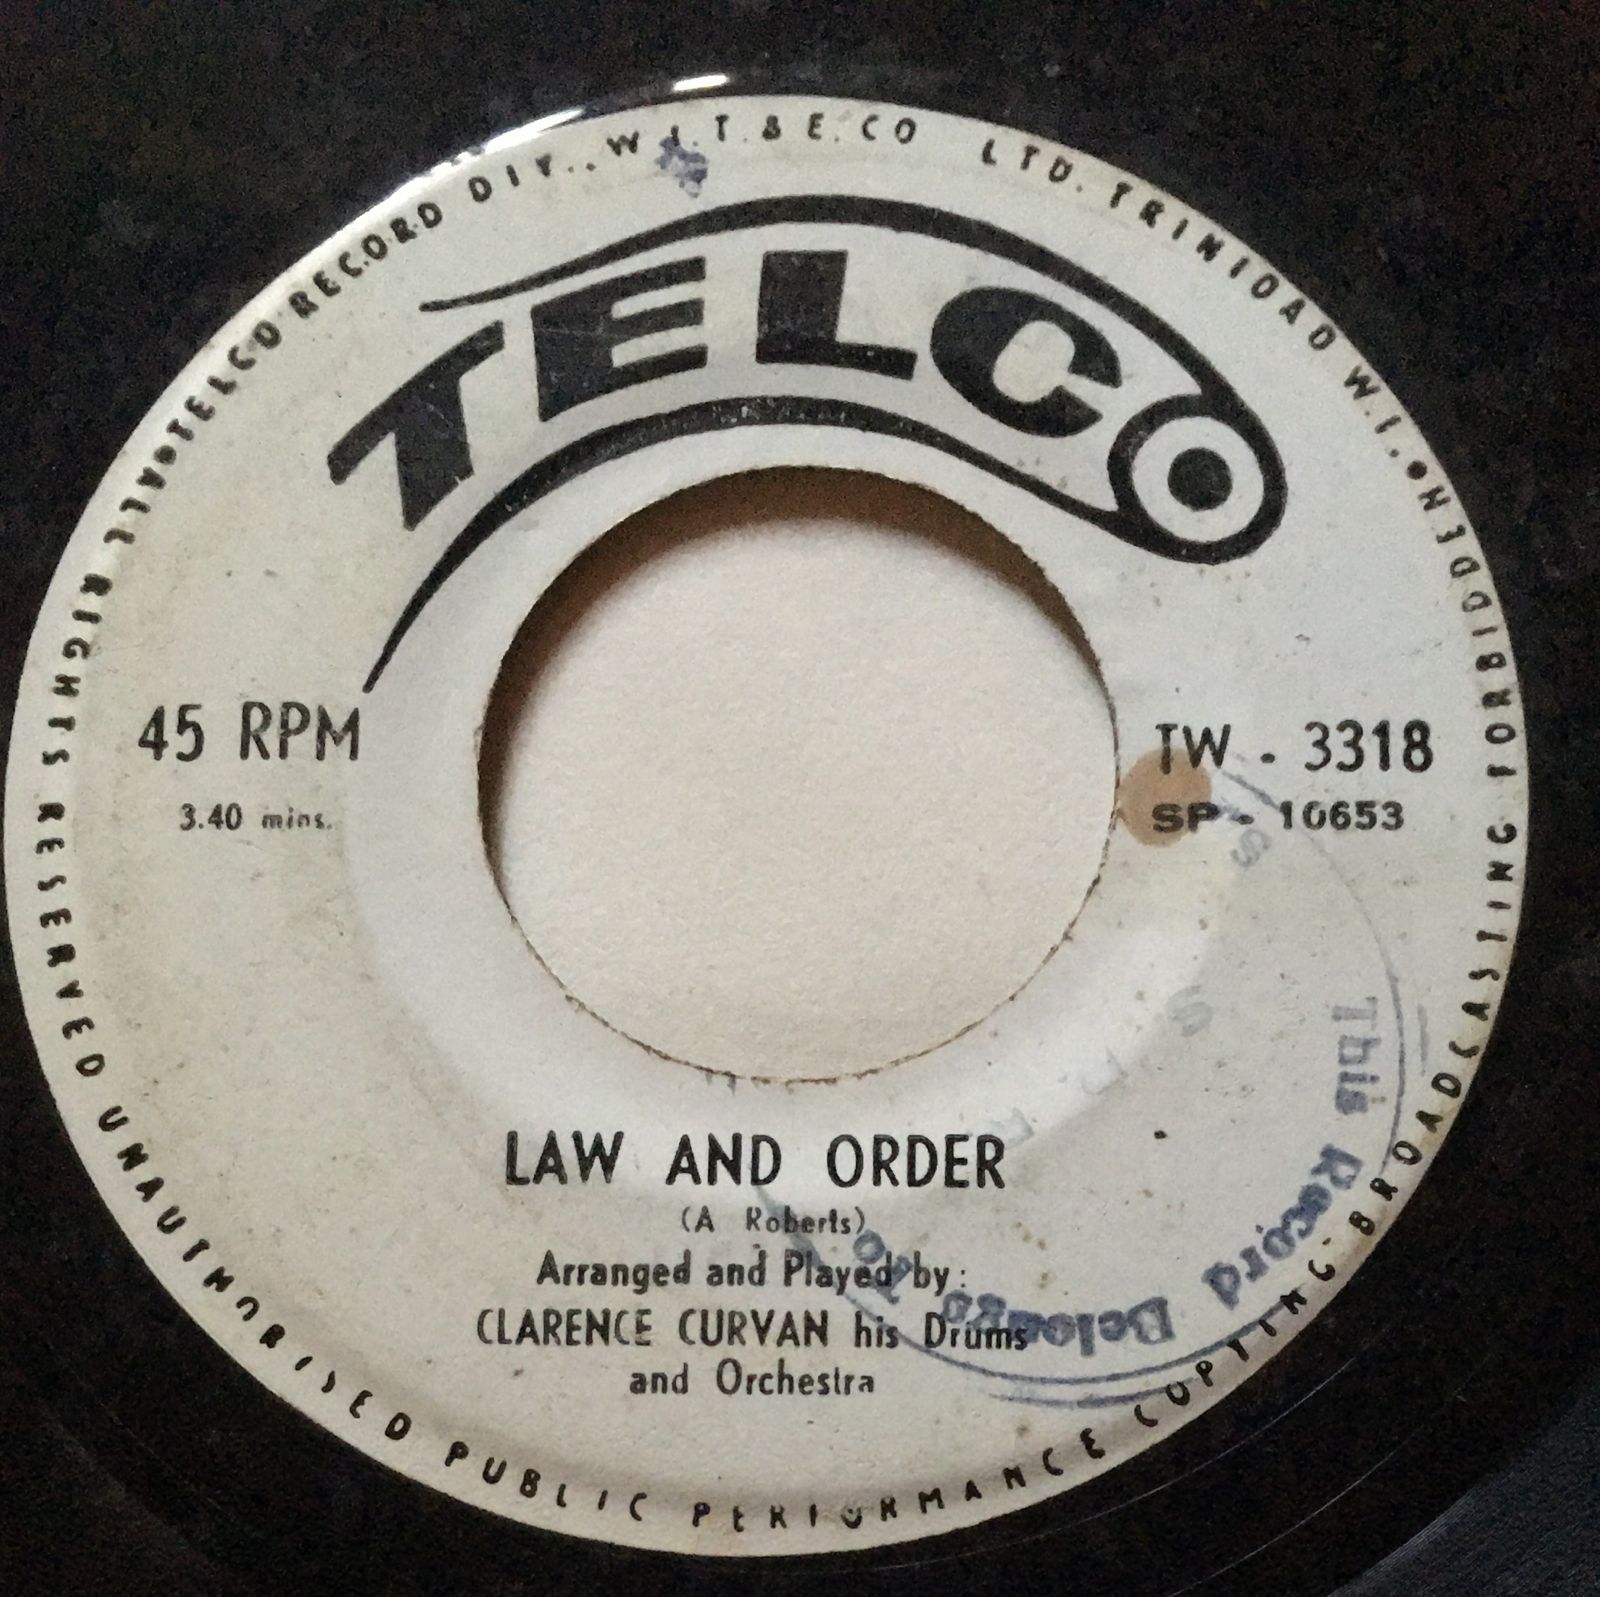 TELCO RECORD DIV., W.I.T. & E. CO LTD. TRINIDAD W.I.
TELCO
45 RPM
3.40 mins.
TW - 3318
SP - 10653
LAW AND ORDER
(A Roberts)
Arranged and Played by:
CLARENCE CURVAN his Drums
and Orchestra
This Record Belongs To
ALL RIGHTS RESERVED UNAUTHORISED PUBLIC PERFORMANCE COPYING BROADCASTING FORBIDDEN